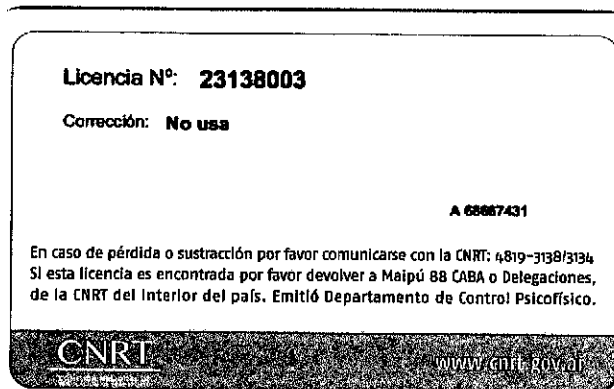 Licencia Nº: 23138003
Corrección: No usa
A 68667431
En caso de pérdida o sustracción por favor comunicarse con la CNRT: 4819-3138/3134
Si esta licencia es encontrada por favor devolver a Maipú 88 CABA o Delegaciones,
de la CNRT del Interior del país. Emitió Departamento de Control Psicofísico.
CNRT
www.cnrt.gov.ar